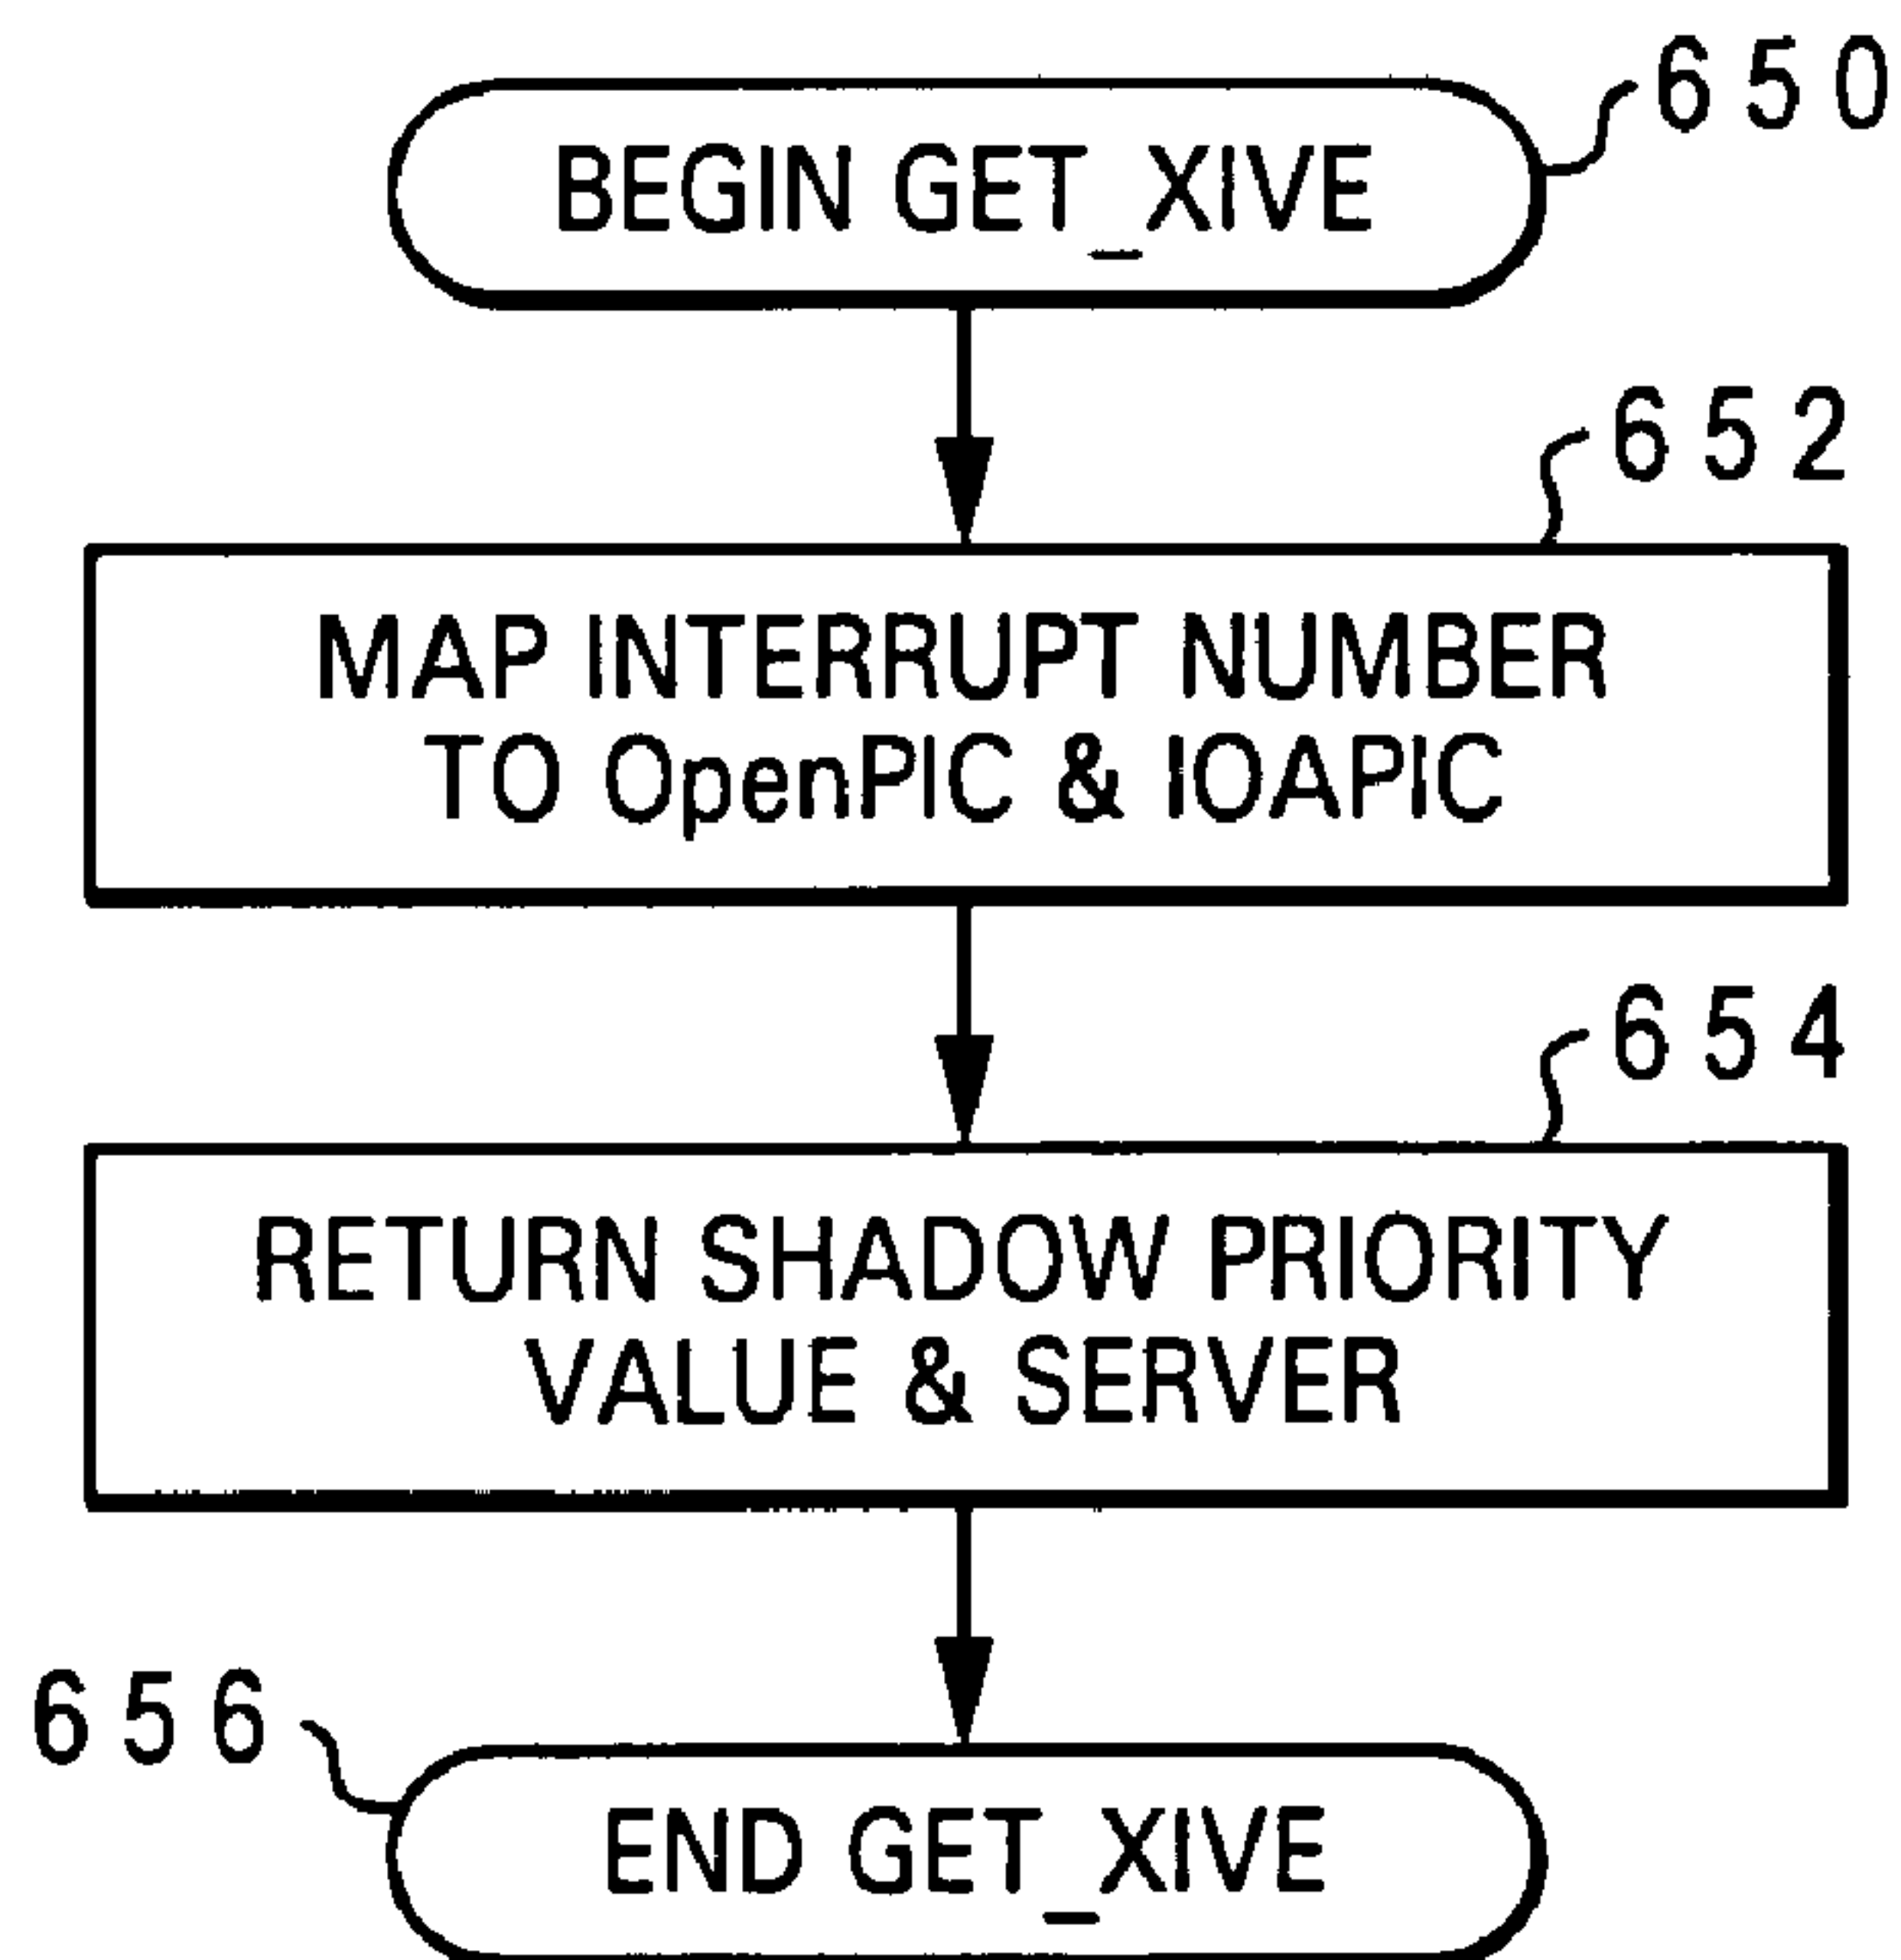 650
BEGIN GET_XIVE
652
MAP INTERRUPT NUMBER
TO OpenPIC & IOAPIC
654
RETURN SHADOW PRIORITY
VALUE & SERVER
656
END GET_XIVE